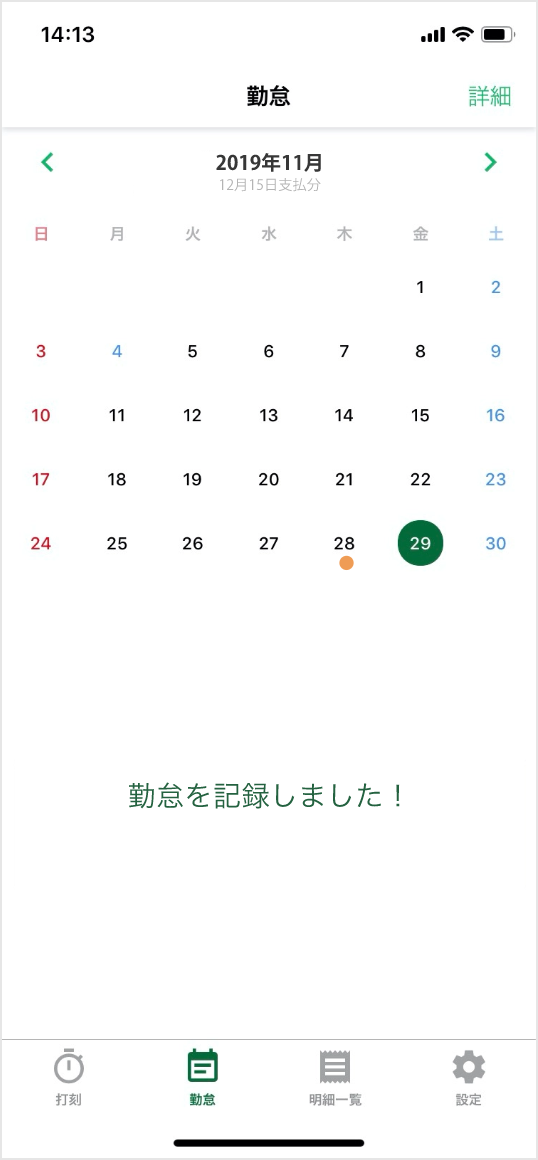 14:13
勤怠 詳細
2019年11月
12月15日支払分
日 月 火 水 木 金 土
1 2
3 4 5 6 7 8 9
10 11 12 13 14 15 16
17 18 19 20 21 22 23
24 25 26 27 28 29 30
勤怠を記録しました！
打刻 勤怠 明細一覧 設定